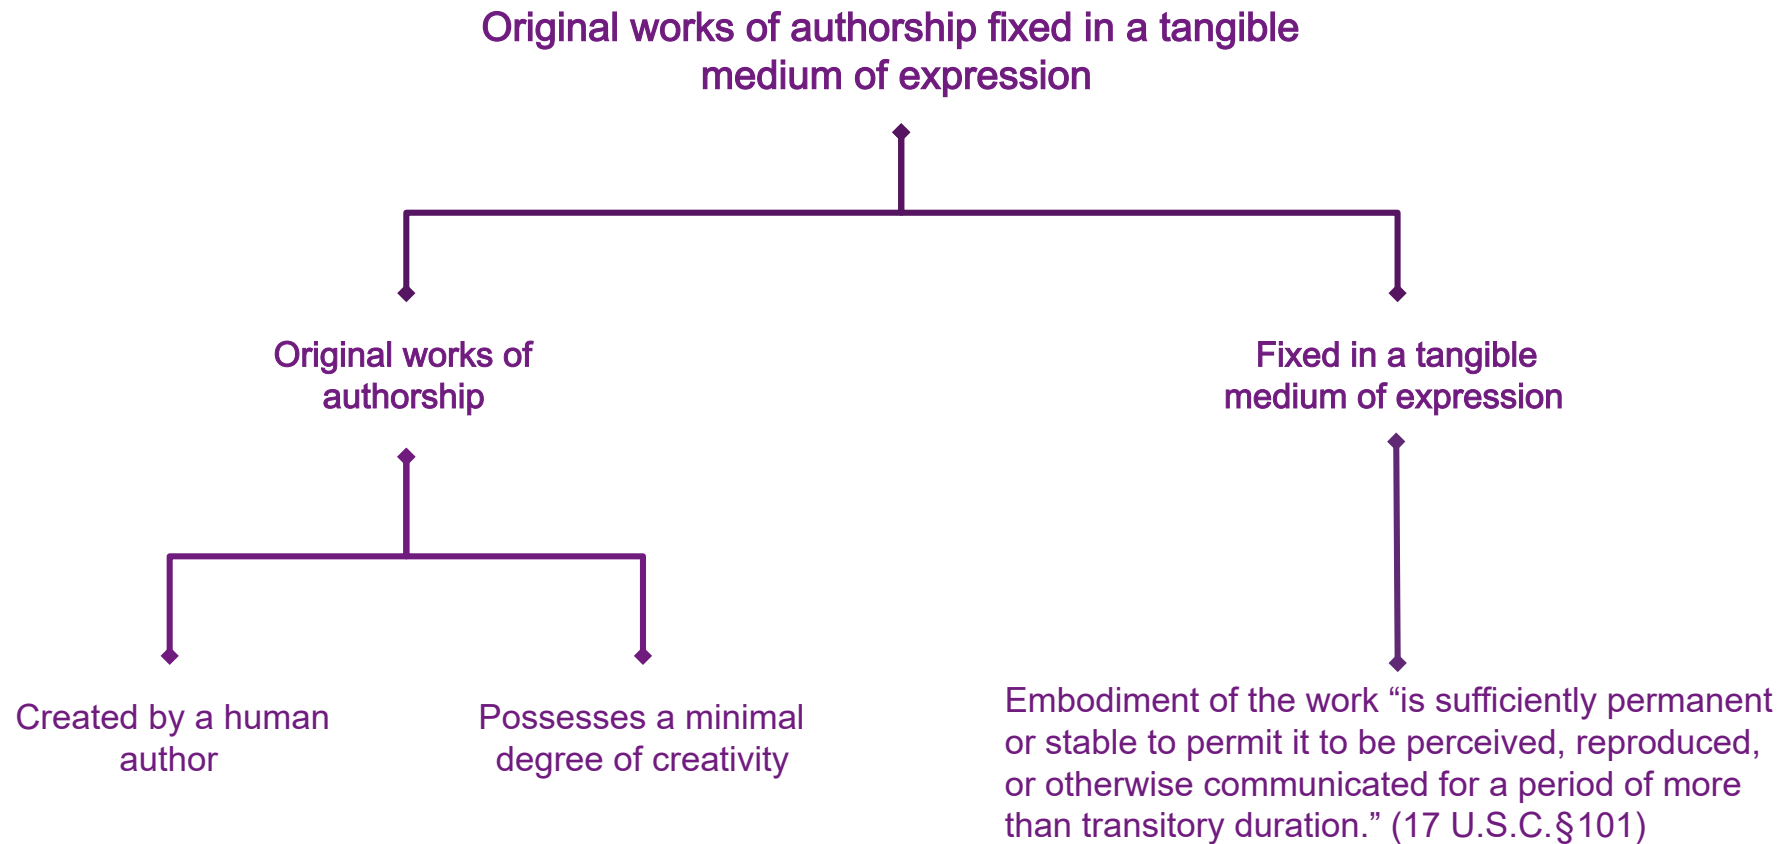 Original works of authorship fixed in a tangible
medium of expression
Original works of
authorship
Fixed in a tangible
medium of expression
Created by a human
author
Possesses a minimal
degree of creativity
Embodiment of the work “is sufficiently permanent
or stable to permit it to be perceived, reproduced,
or otherwise communicated for a period of more
than transitory duration.” (17 U.S.C.§101)